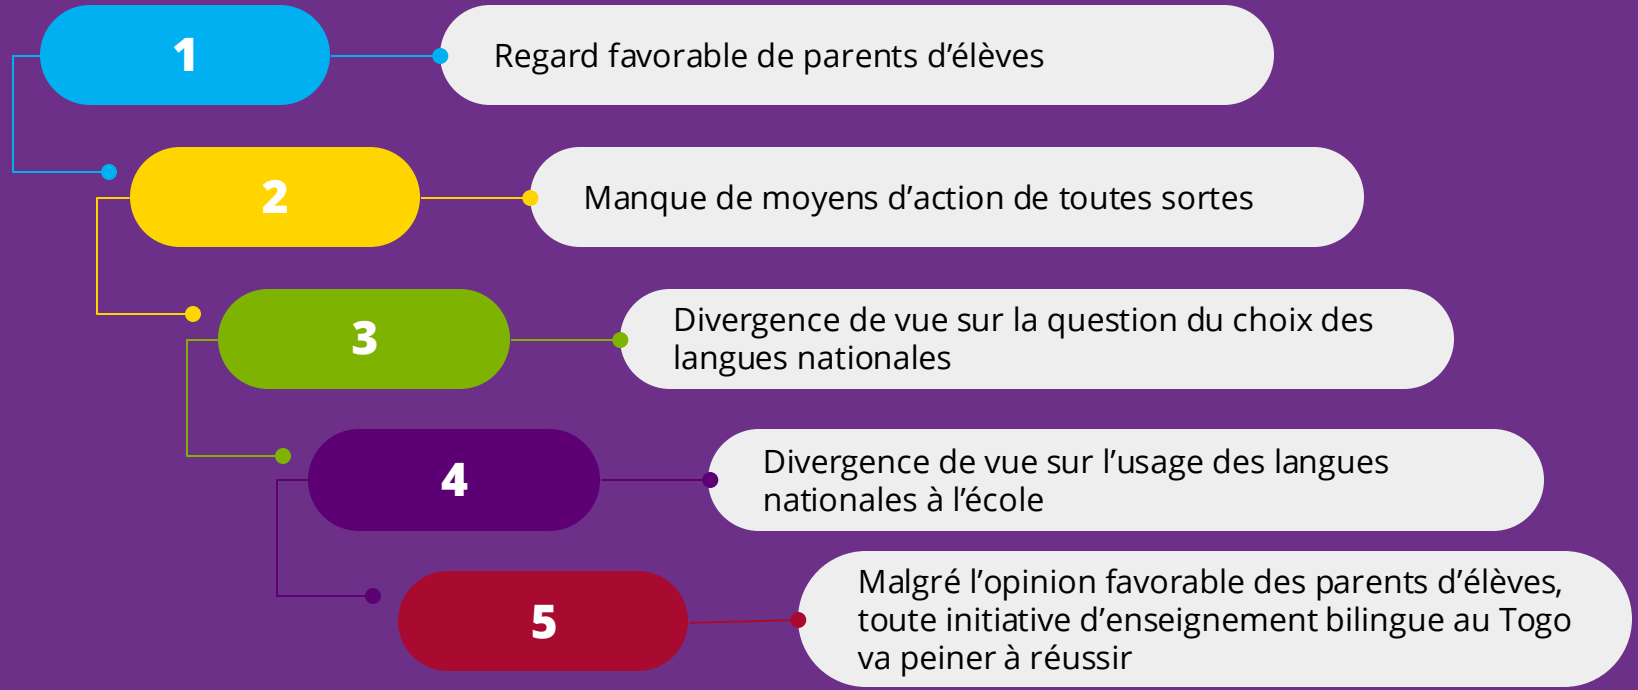 1
Regard favorable de parents d’élèves
2
Manque de moyens d’action de toutes sortes
3
Divergence de vue sur la question du choix des
langues nationales
4
Divergence de vue sur l’usage des langues
nationales à l’école
5
Malgré l’opinion favorable des parents d’élèves,
toute initiative d’enseignement bilingue au Togo
va peiner à réussir